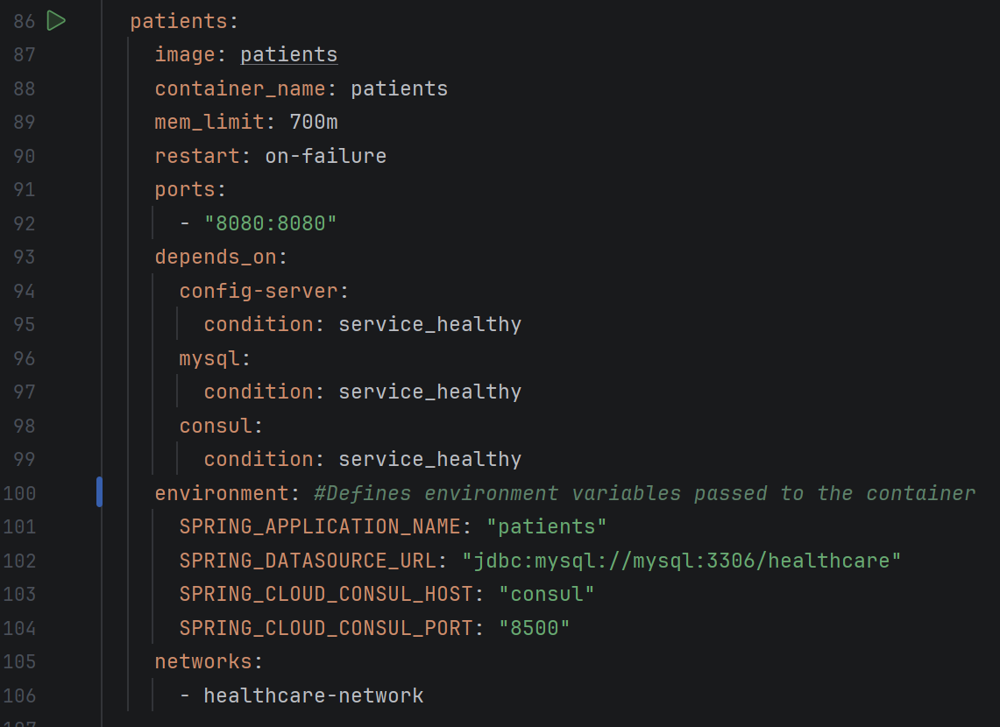 86 patients:
87 image: patients
88 container_name: patients
89 mem_limit: 700m
90 restart: on-failure
91 ports:
92 - "8080:8080"
93 depends_on:
94 config-server:
95 condition: service_healthy
96 mysql:
97 condition: service_healthy
98 consul:
99 condition: service_healthy
100 environment: #Defines environment variables passed to the container
101 SPRING_APPLICATION_NAME: "patients"
102 SPRING_DATASOURCE_URL: "jdbc:mysql://mysql:3306/healthcare"
103 SPRING_CLOUD_CONSUL_HOST: "consul"
104 SPRING_CLOUD_CONSUL_PORT: "8500"
105 networks:
106 - healthcare-network